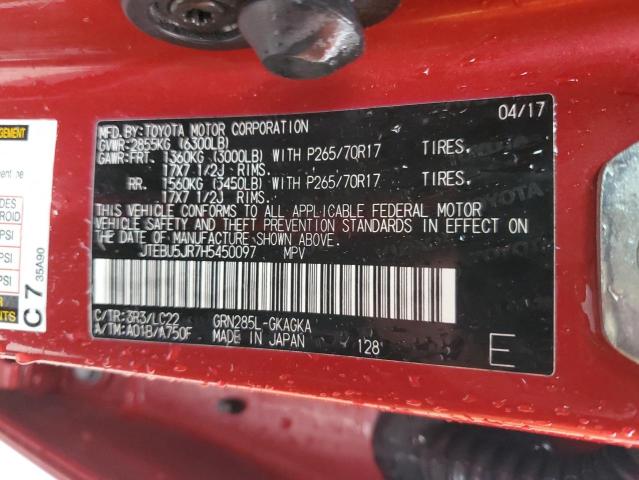 MFD. BY: TOYOTA MOTOR CORPORATION 04/17
GVWR: 2855KG (6300LB)
GAWR: FRT. 1360KG (3000LB) WITH P265/70R17 TIRES.
17X7 1/2J RIMS.
RR. 1560KG (3450LB) WITH P265/70R17 TIRES.
17X7 1/2J RIMS.
THIS VEHICLE CONFORMS TO ALL APPLICABLE FEDERAL MOTOR
VEHICLE SAFETY AND THEFT PREVENTION STANDARDS IN EFFECT ON
THE DATE OF MANUFACTURE SHOWN ABOVE.
JTEBU5JR7H5450097 MPV
C/TR: 3R3/LC22 GRN285L-GKAGKA
A/TM: A01B/A750F MADE IN JAPAN 128 E
C7 35A90
PSI
PSI